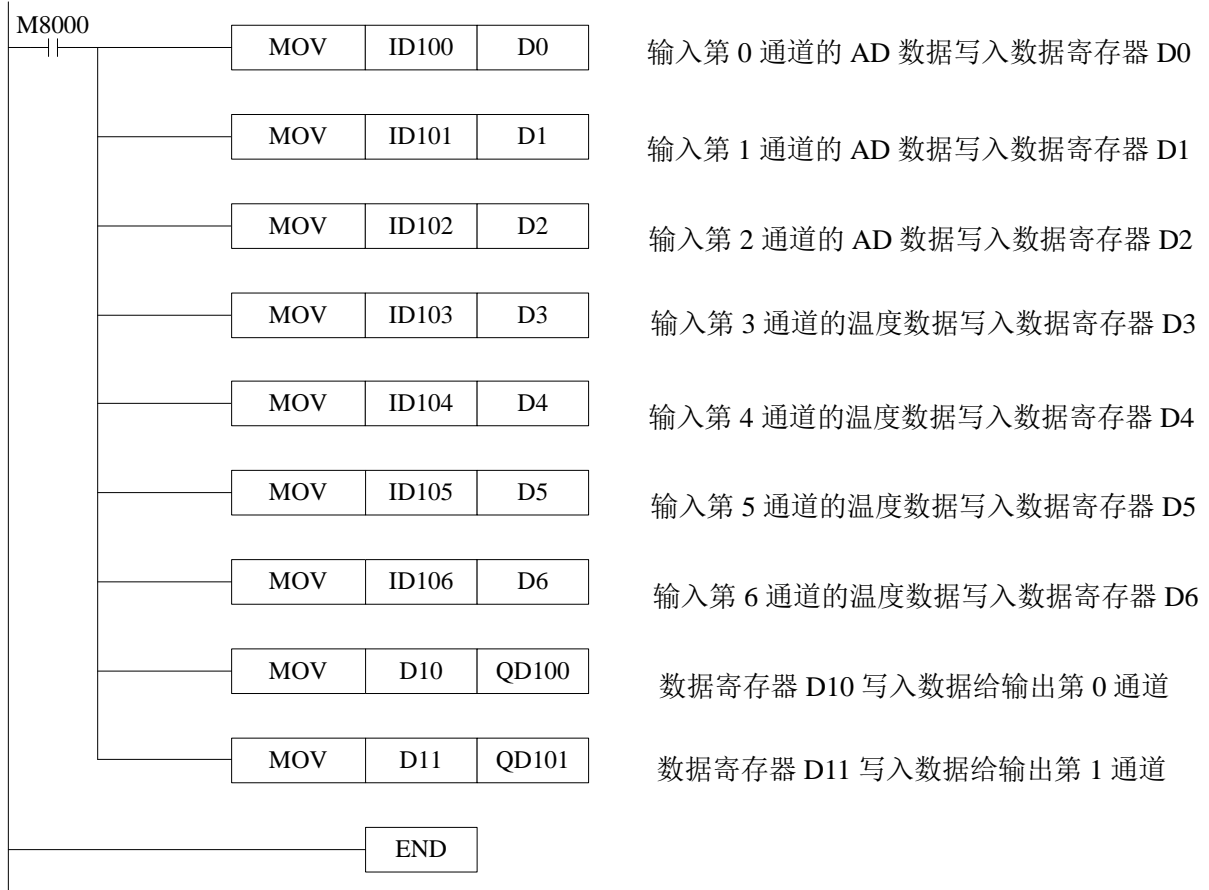 M8000
MOV ID100 D0 输入第 0 通道的 AD 数据写入数据寄存器 D0
MOV ID101 D1 输入第 1 通道的 AD 数据写入数据寄存器 D1
MOV ID102 D2 输入第 2 通道的 AD 数据写入数据寄存器 D2
MOV ID103 D3 输入第 3 通道的温度数据写入数据寄存器 D3
MOV ID104 D4 输入第 4 通道的温度数据写入数据寄存器 D4
MOV ID105 D5 输入第 5 通道的温度数据写入数据寄存器 D5
MOV ID106 D6 输入第 6 通道的温度数据写入数据寄存器 D6
MOV D10 QD100 数据寄存器 D10 写入数据给输出第 0 通道
MOV D11 QD101 数据寄存器 D11 写入数据给输出第 1 通道
END